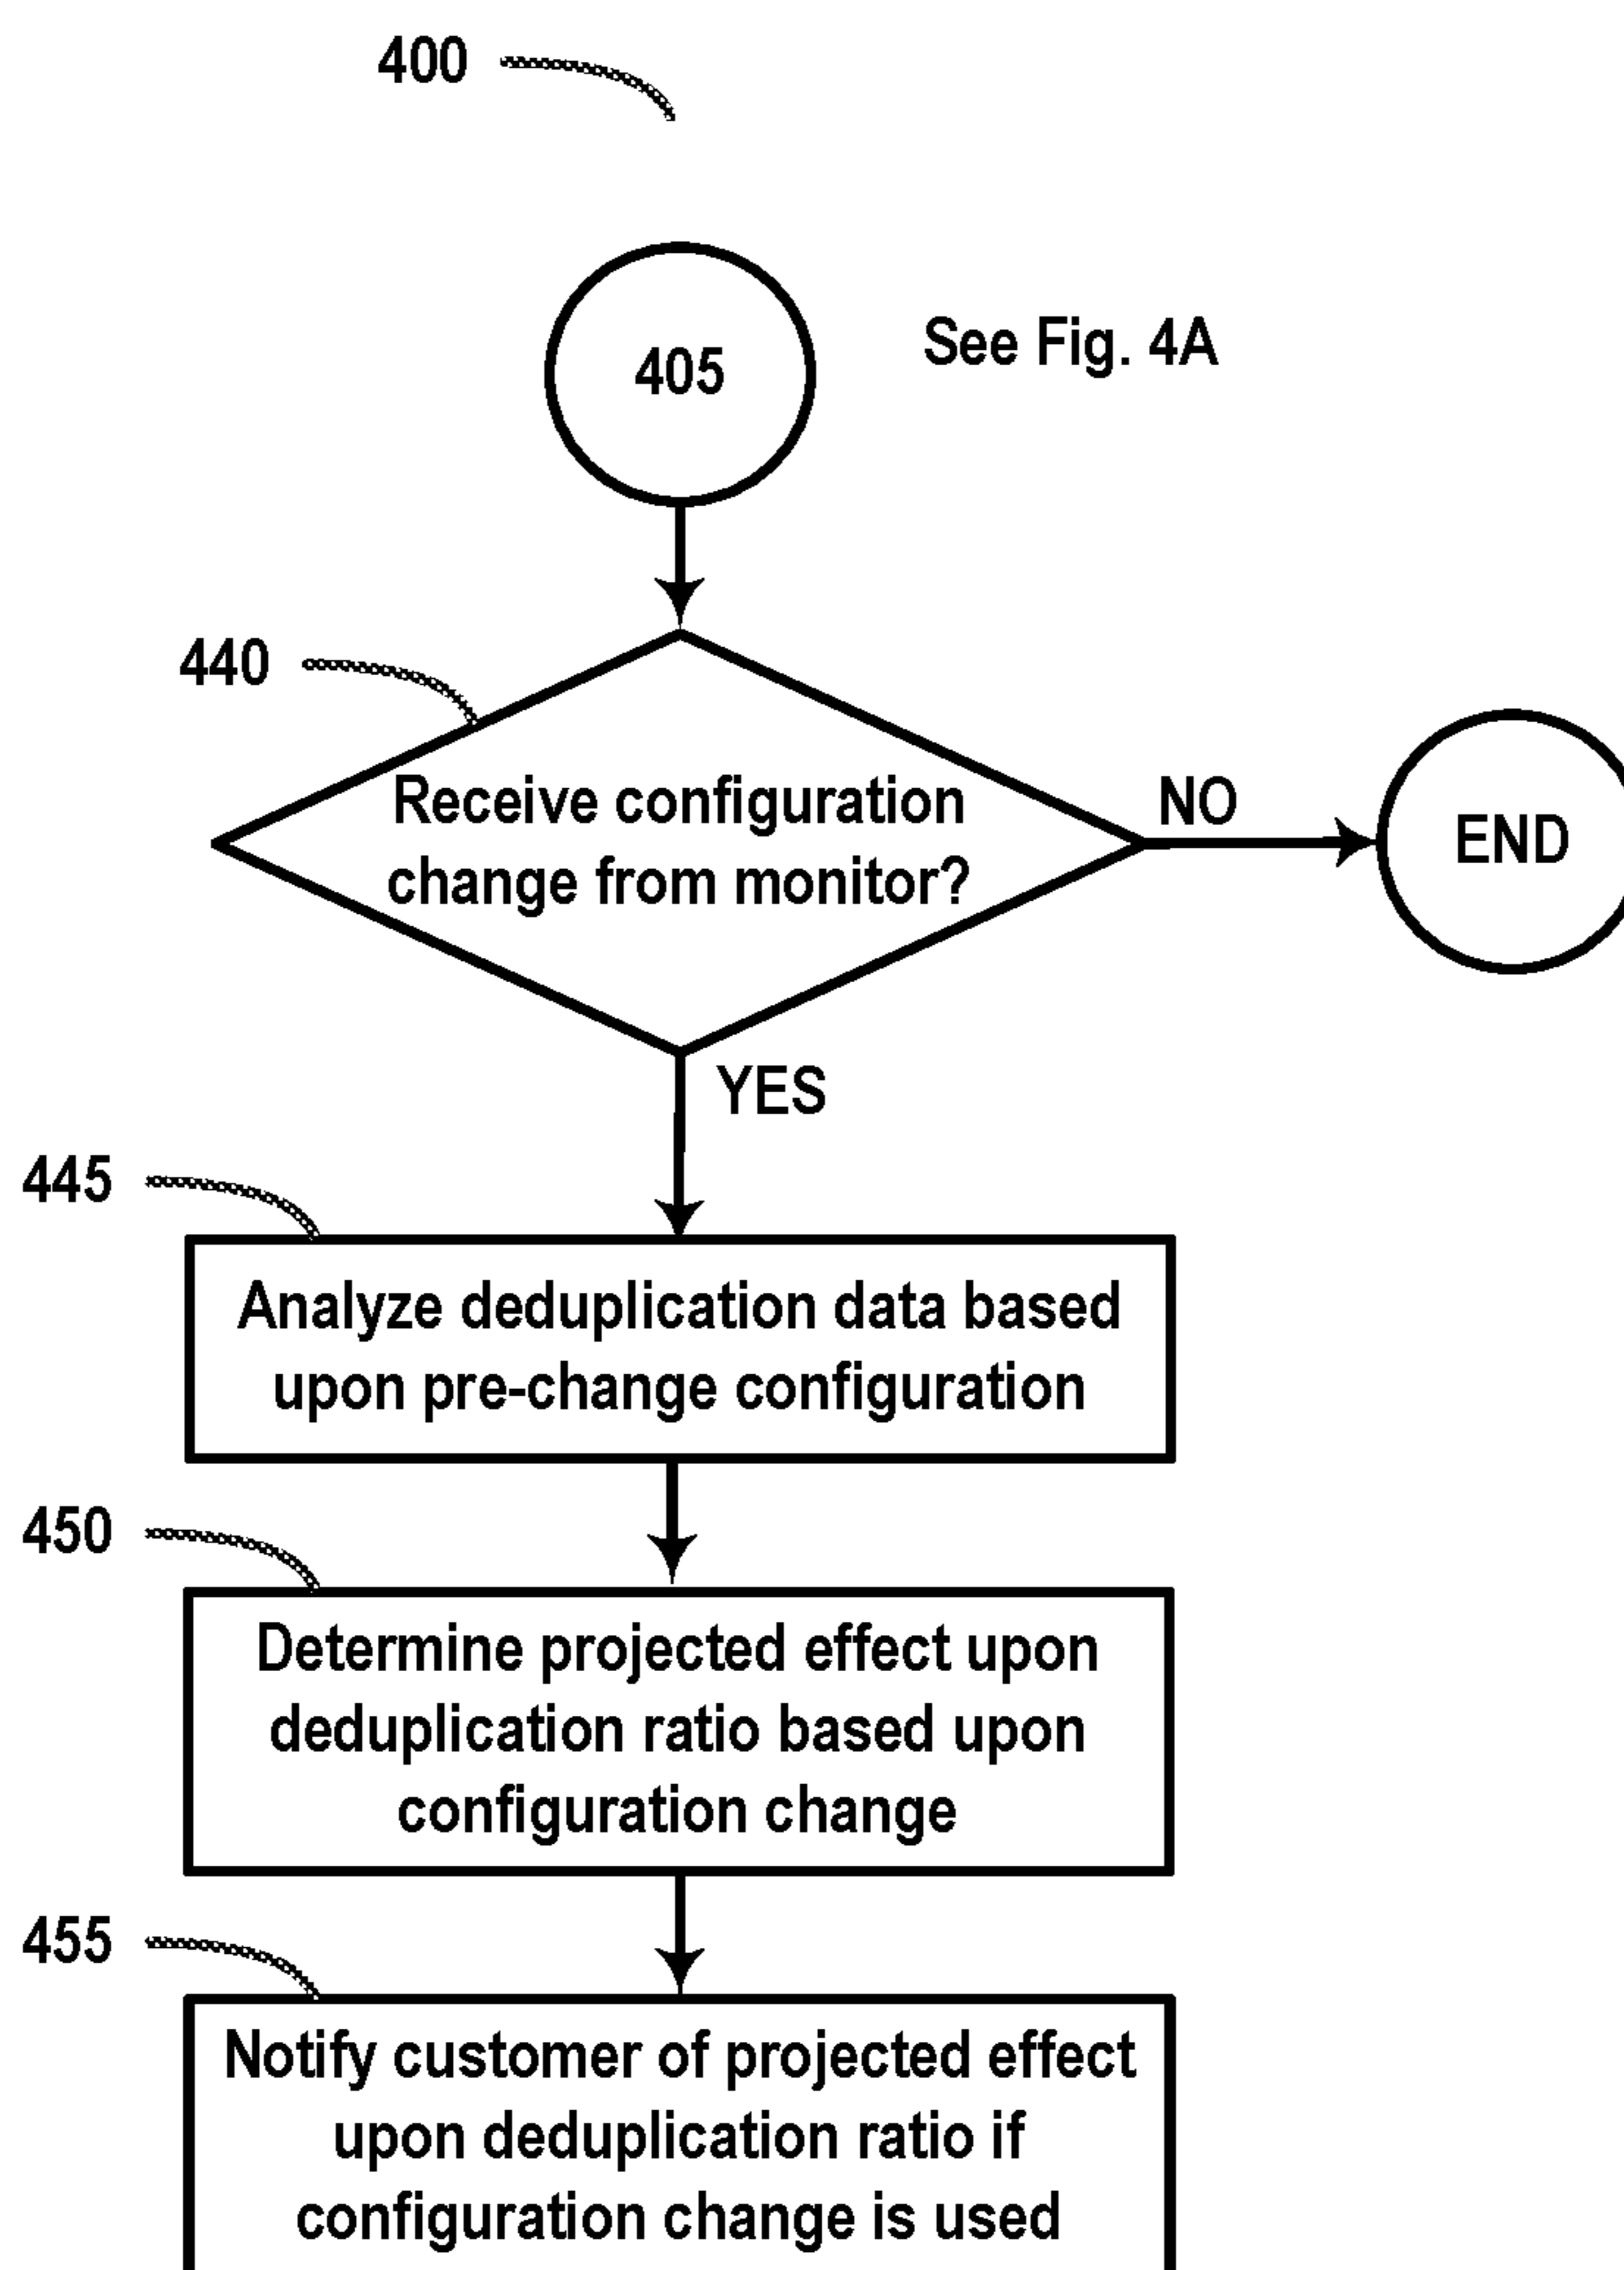 400
405
See Fig. 4A
440
Receive configuration
change from monitor?
NO
END
YES
445
Analyze deduplication data based
upon pre-change configuration
450
Determine projected effect upon
deduplication ratio based upon
configuration change
455
Notify customer of projected effect
upon deduplication ratio if
configuration change is used